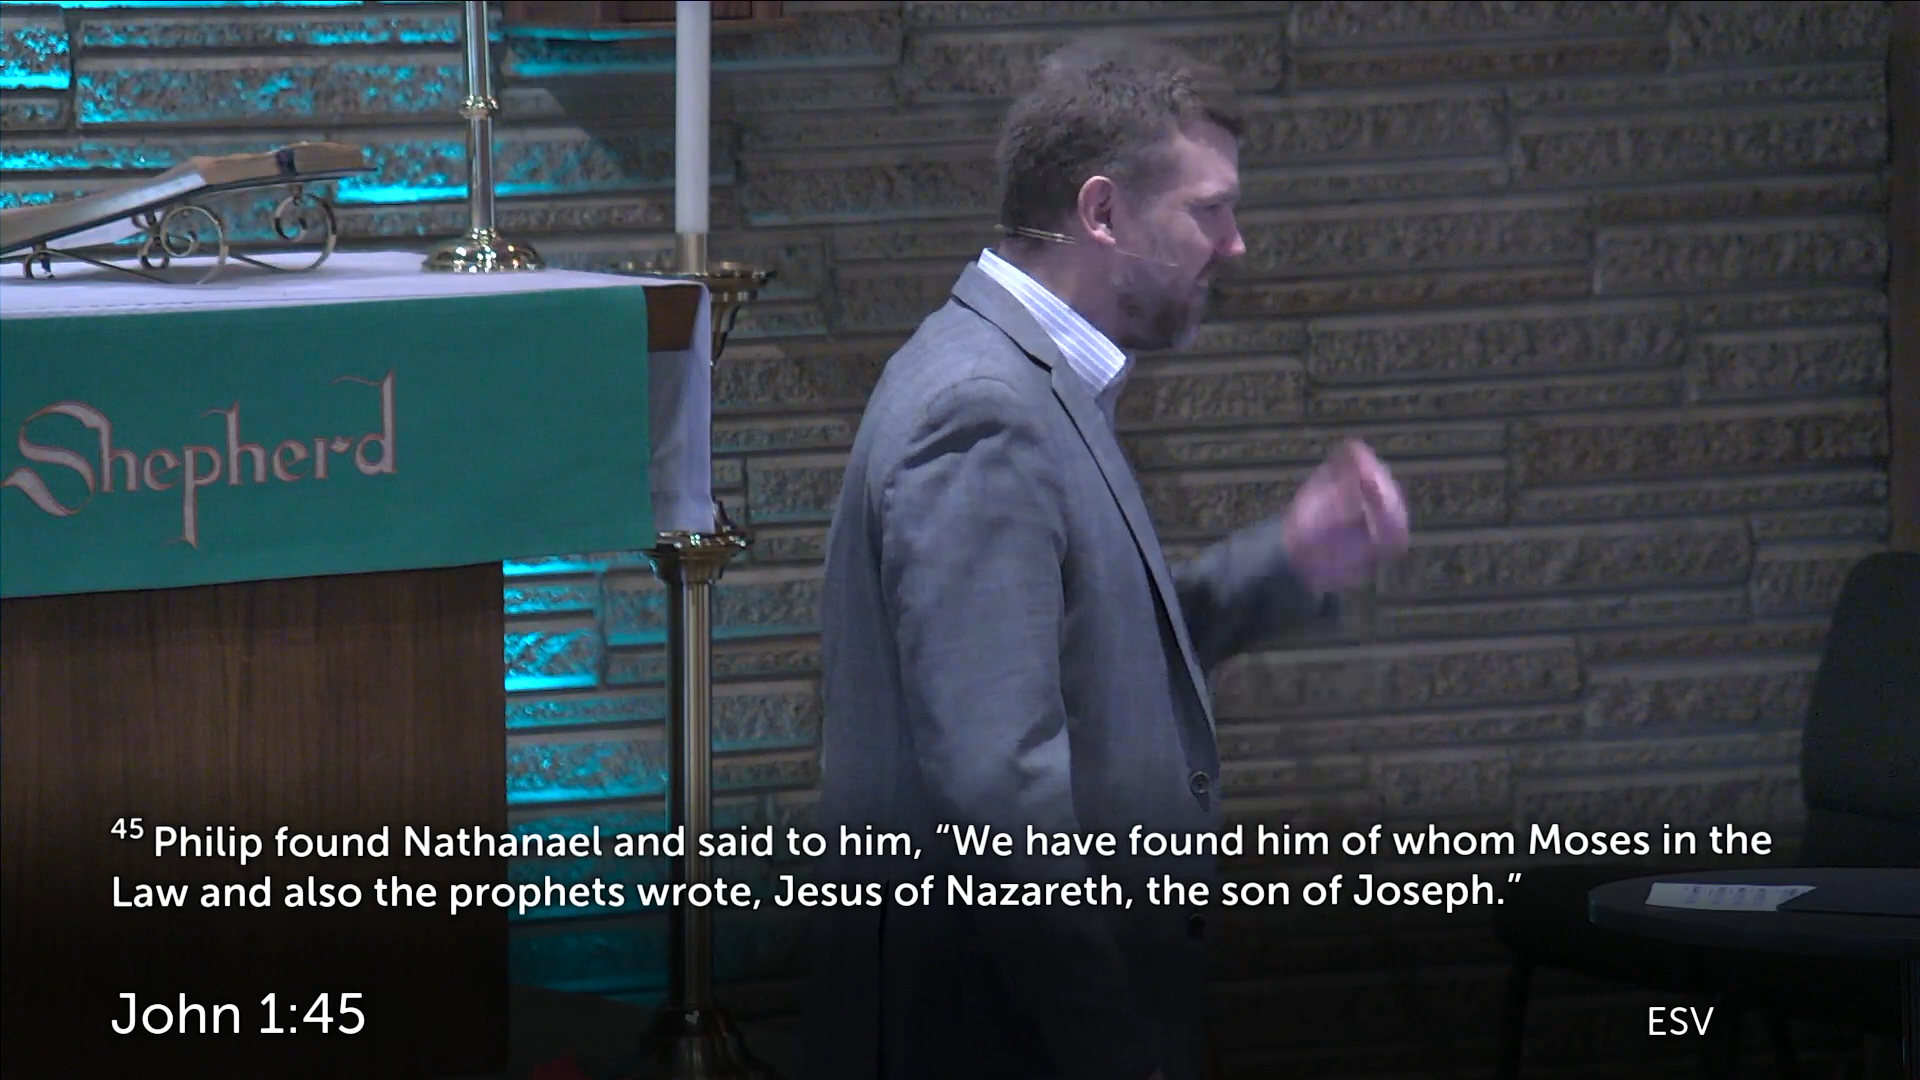 Shepherd
45 Philip found Nathanael and said to him, “We have found him of whom Moses in the
Law and also the prophets wrote, Jesus of Nazareth, the son of Joseph.”
John 1:45
ESV